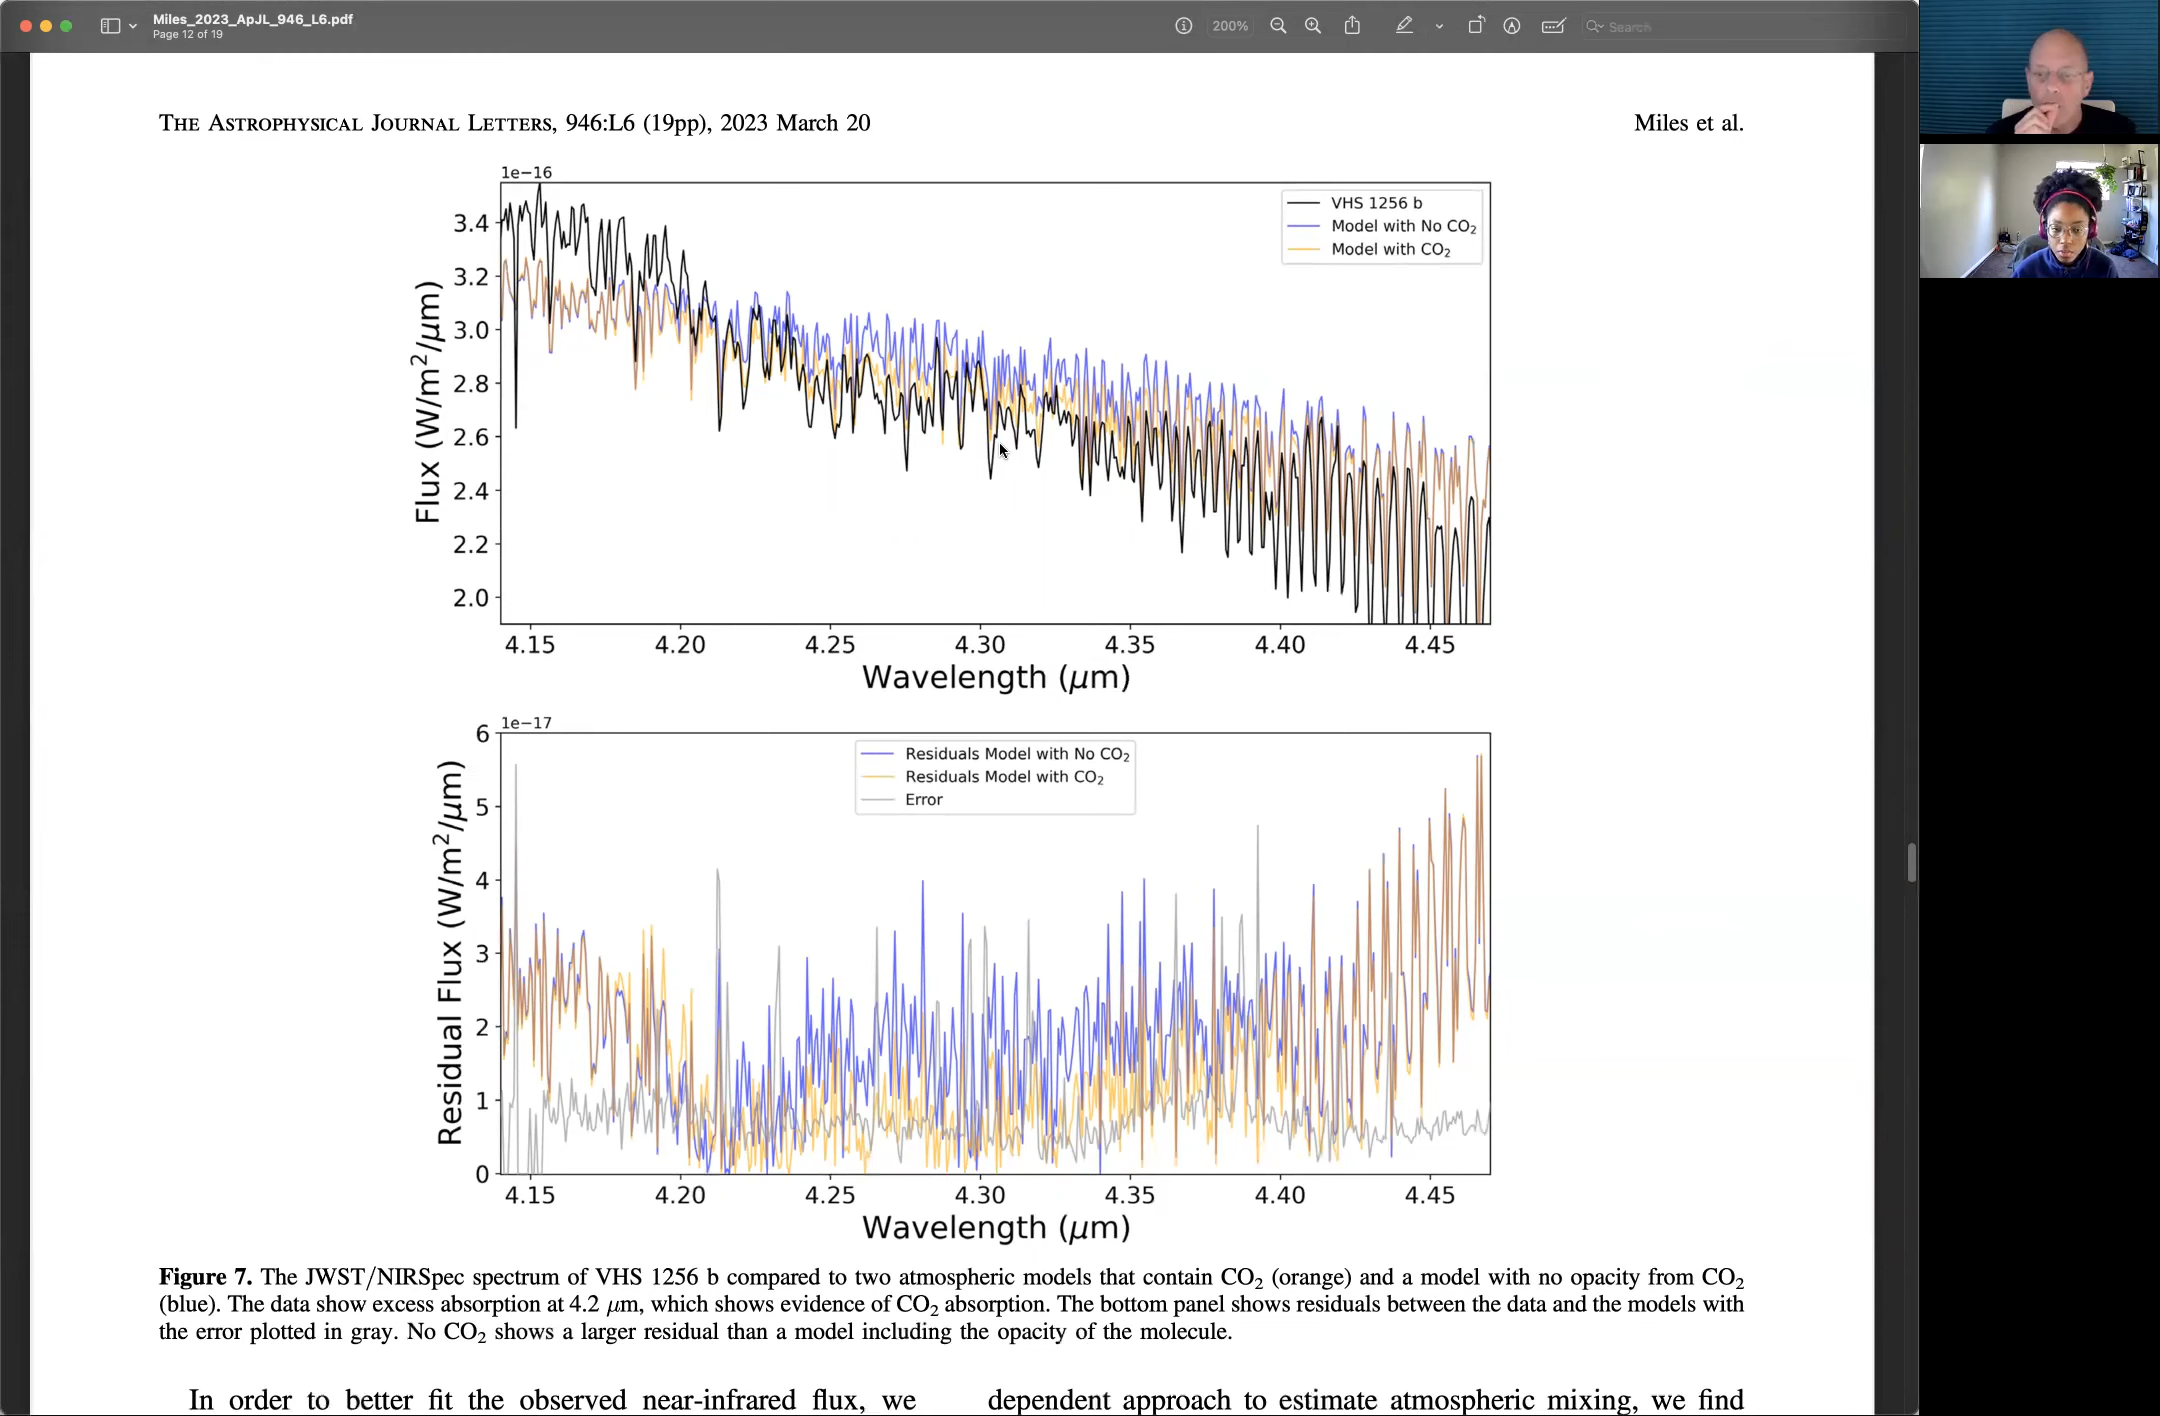 Miles_2023_ApJL_946_L6.pdf
Page 12 of 19
200%
Search
THE ASTROPHYSICAL JOURNAL LETTERS, 946:L6 (19pp), 2023 March 20
Miles et al.
1e−16
VHS 1256 b
Model with No CO₂
Model with CO₂
3.4
3.2
3.0
2.8
2.6
2.4
2.2
2.0
Flux (W/m²/μm)
4.15 4.20 4.25 4.30 4.35 4.40 4.45
Wavelength (μm)
1e−17
Residuals Model with No CO₂
Residuals Model with CO₂
Error
6
5
4
3
2
1
0
Residual Flux (W/m²/μm)
4.15 4.20 4.25 4.30 4.35 4.40 4.45
Wavelength (μm)
Figure 7. The JWST/NIRSpec spectrum of VHS 1256 b compared to two atmospheric models that contain CO₂ (orange) and a model with no opacity from CO₂
(blue). The data show excess absorption at 4.2 μm, which shows evidence of CO₂ absorption. The bottom panel shows residuals between the data and the models with
the error plotted in gray. No CO₂ shows a larger residual than a model including the opacity of the molecule.
In order to better fit the observed near-infrared flux, we
dependent approach to estimate atmospheric mixing, we find